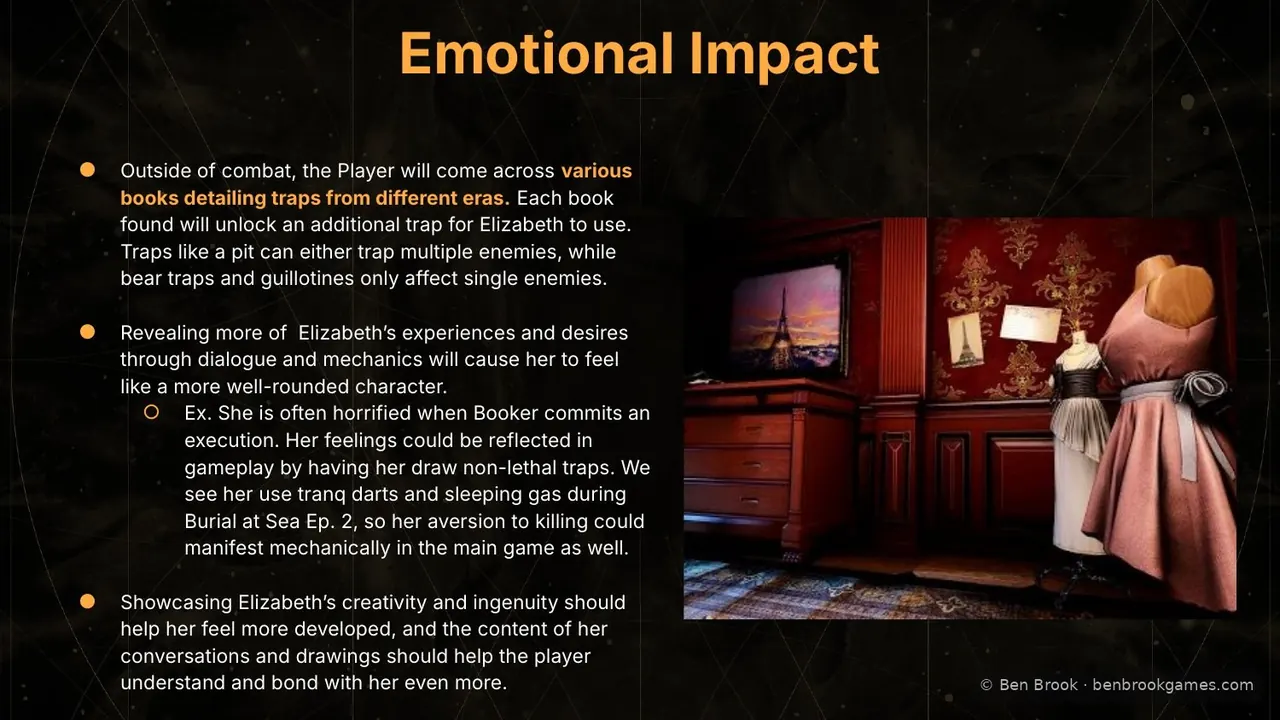 Emotional Impact
Outside of combat, the Player will come across various
books detailing traps from different eras. Each book
found will unlock an additional trap for Elizabeth to use.
Traps like a pit can either trap multiple enemies, while
bear traps and guillotines only affect single enemies.
Revealing more of  Elizabeth’s experiences and desires
through dialogue and mechanics will cause her to feel
like a more well-rounded character.
Ex. She is often horrified when Booker commits an
execution. Her feelings could be reflected in
gameplay by having her draw non-lethal traps. We
see her use tranq darts and sleeping gas during
Burial at Sea Ep. 2, so her aversion to killing could
manifest mechanically in the main game as well.
Showcasing Elizabeth’s creativity and ingenuity should
help her feel more developed, and the content of her
conversations and drawings should help the player
understand and bond with her even more.
© Ben Brook · benbrookgames.com